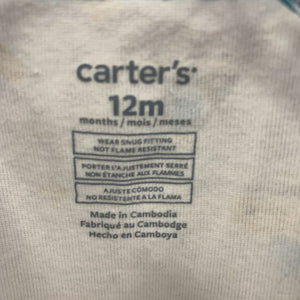 carter's
12m
months / mois / meses
WEAR SNUG FITTING
NOT FLAME RESISTANT
PORTER L'AJUSTEMENT SERRÉ
NON ÉTANCHE AUX FLAMMES
AJUSTE CÓMODO
NO RESISTENTE A LA FLAMA
Made in Cambodia
Fabriqué au Cambodge
Hecho en Camboya